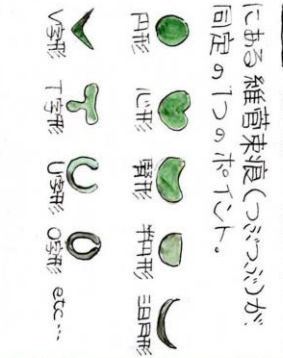 にある維管束痕(つぶつぶ)が
同定の1つのポイント。
円形 心形 腎形 半円形 三日月形
V字形 T字形 U字形 O字形 etc…